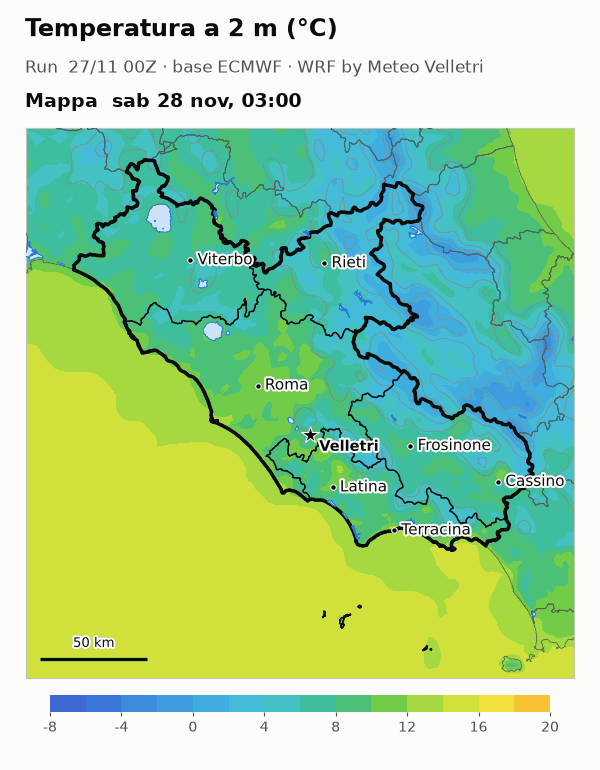 Temperatura a 2 m (°C)
Run  27/11 00Z · base ECMWF · WRF by Meteo Velletri
Mappa  sab 28 nov, 03:00
Viterbo
Rieti
Roma
Velletri
Frosinone
Cassino
Latina
Terracina
50 km
-8 -4 0 4 8 12 16 20